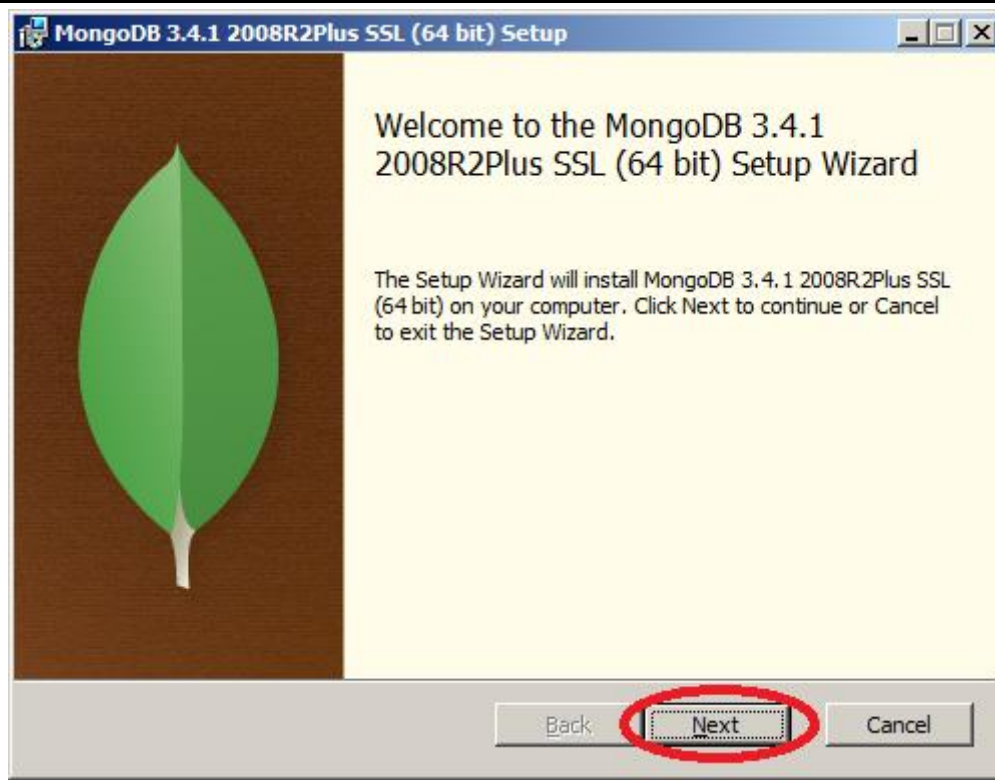 MongoDB 3.4.1 2008R2Plus SSL (64 bit) Setup
Welcome to the MongoDB 3.4.1
2008R2Plus SSL (64 bit) Setup Wizard
The Setup Wizard will install MongoDB 3.4.1 2008R2Plus SSL
(64 bit) on your computer. Click Next to continue or Cancel
to exit the Setup Wizard.
Back Next Cancel